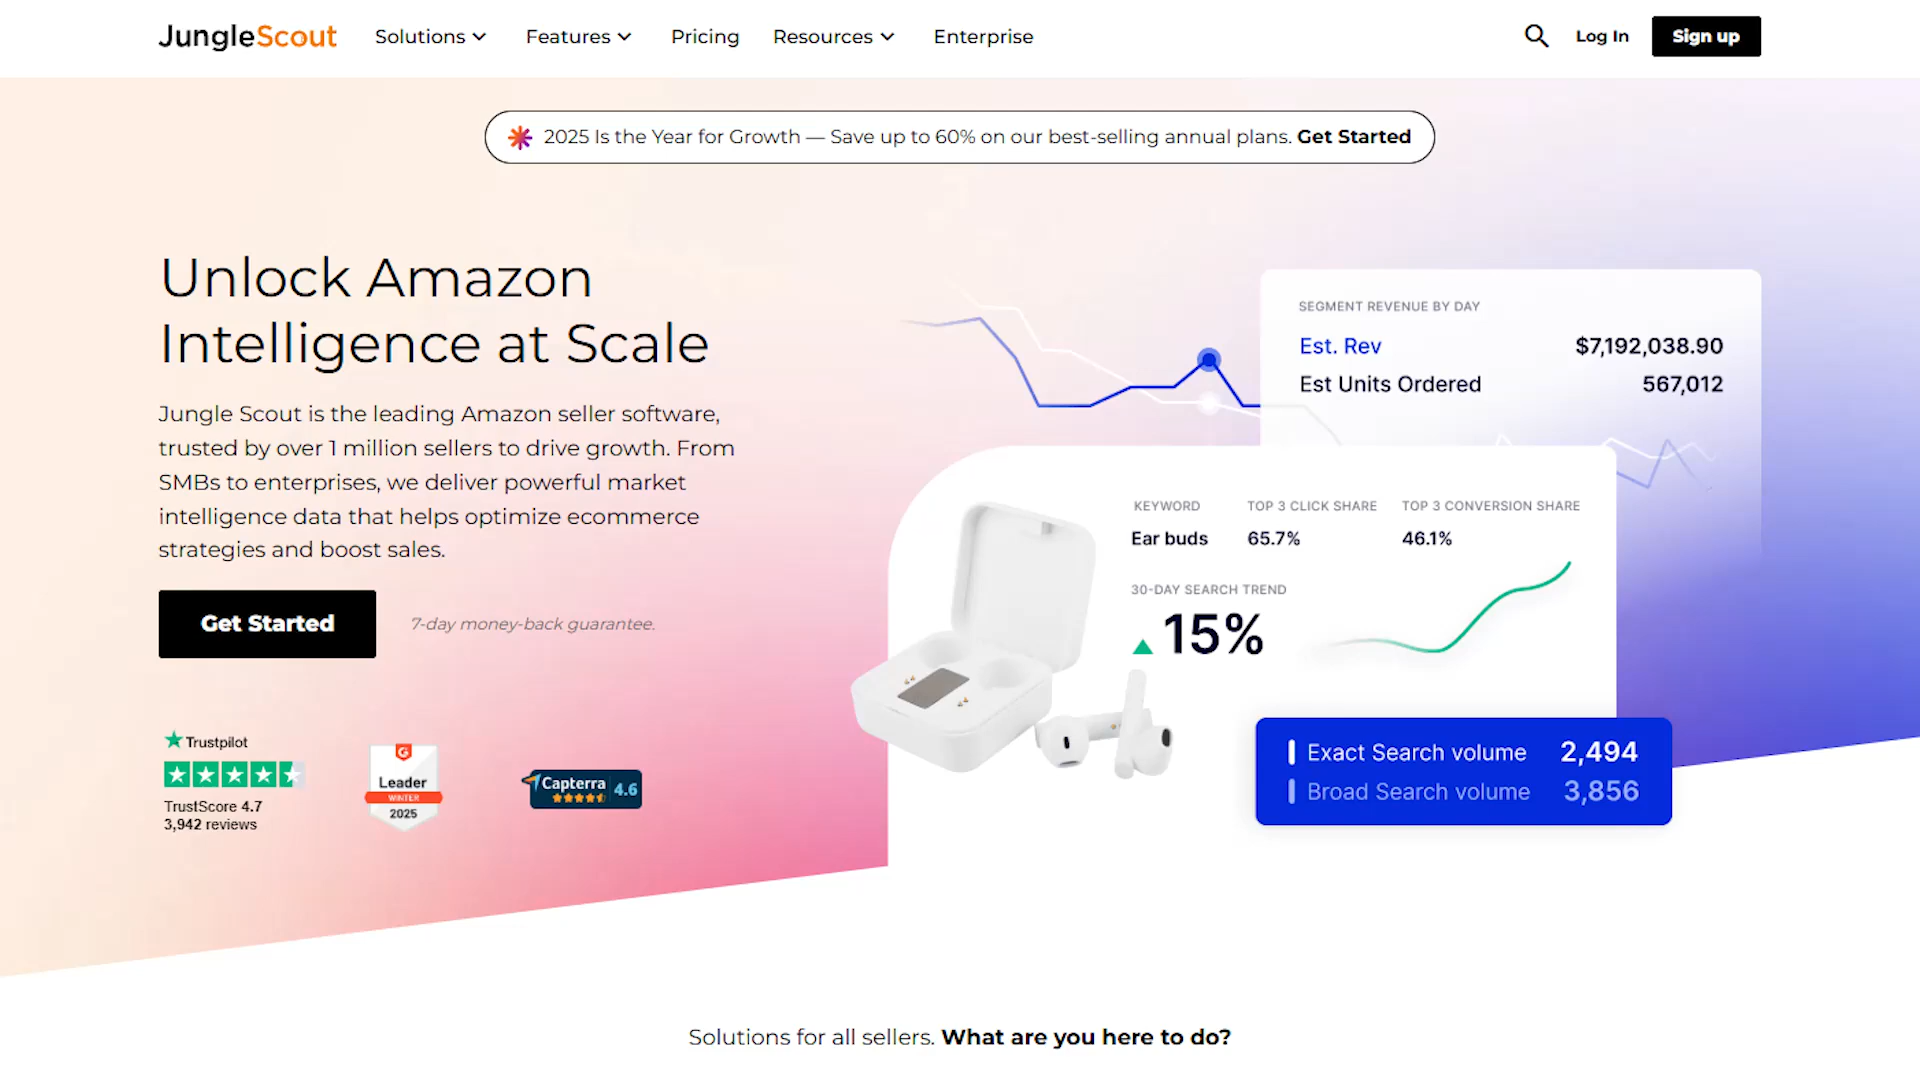 JungleScout
Solutions
Features
Pricing
Resources
Enterprise
Log In
Sign up
2025 Is the Year for Growth — Save up to 60% on our best-selling annual plans. Get Started
Unlock Amazon
Intelligence at Scale
Jungle Scout is the leading Amazon seller software,
trusted by over 1 million sellers to drive growth. From
SMBs to enterprises, we deliver powerful market
intelligence data that helps optimize ecommerce
strategies and boost sales.
Get Started
7-day money-back guarantee.
Trustpilot
TrustScore 4.7
3,942 reviews
G
Leader
WINTER
2025
Capterra
4.6
SEGMENT REVENUE BY DAY
Est. Rev $7,192,038.90
Est Units Ordered 567,012
KEYWORD TOP 3 CLICK SHARE TOP 3 CONVERSION SHARE
Ear buds 65.7% 46.1%
30-DAY SEARCH TREND
15%
Exact Search volume 2,494
Broad Search volume 3,856
Solutions for all sellers. What are you here to do?